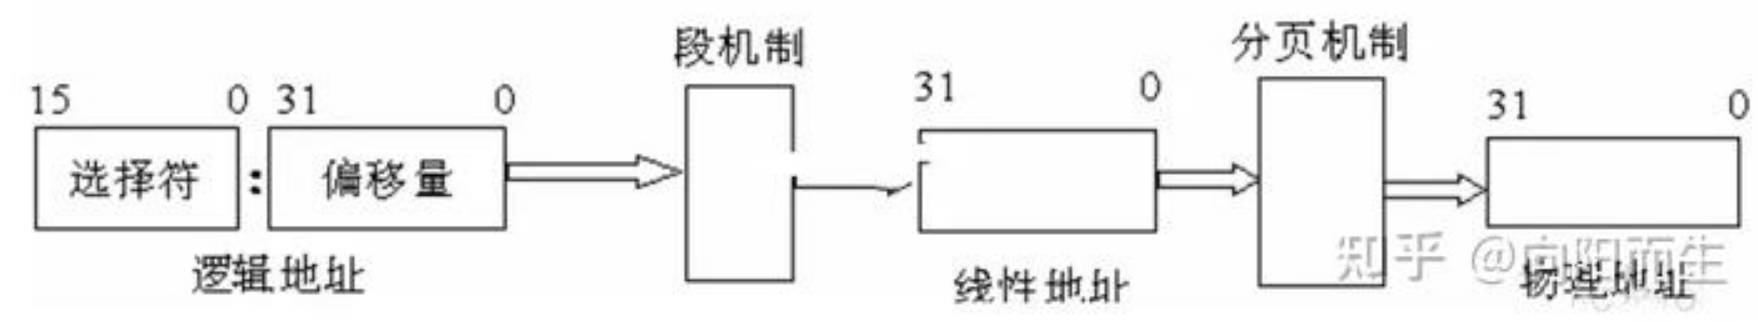 段机制
分页机制
15 0 31 0
31 0
31 0
选择符 : 偏移量
逻辑地址
线性地址
物理地址
知乎 @向阳而生